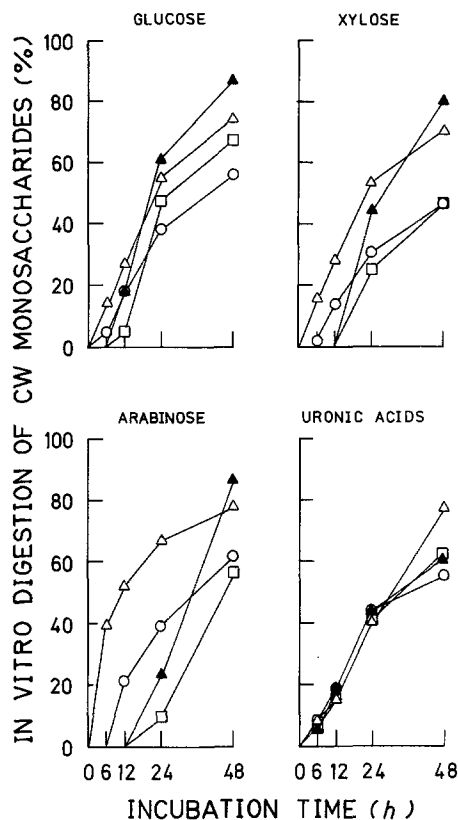 GLUCOSE
XYLOSE
100
80
60
40
20
0
ARABINOSE
URONIC ACIDS
100
80
60
40
20
0
0 6 12 24 48
0 6 12 24 48
IN VITRO DIGESTION OF CW MONOSACCHARIDES (%)
INCUBATION TIME (h)